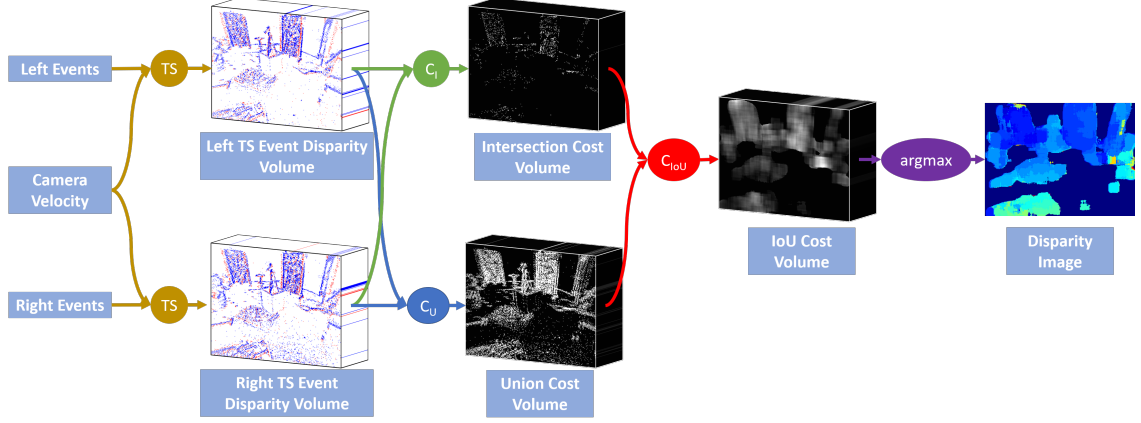 Left Events
TS
Left TS Event Disparity
Volume
C_I
Intersection Cost
Volume
Camera
Velocity
C_IoU
IoU Cost
Volume
argmax
Disparity
Image
Right Events
TS
Right TS Event
Disparity Volume
C_U
Union Cost
Volume